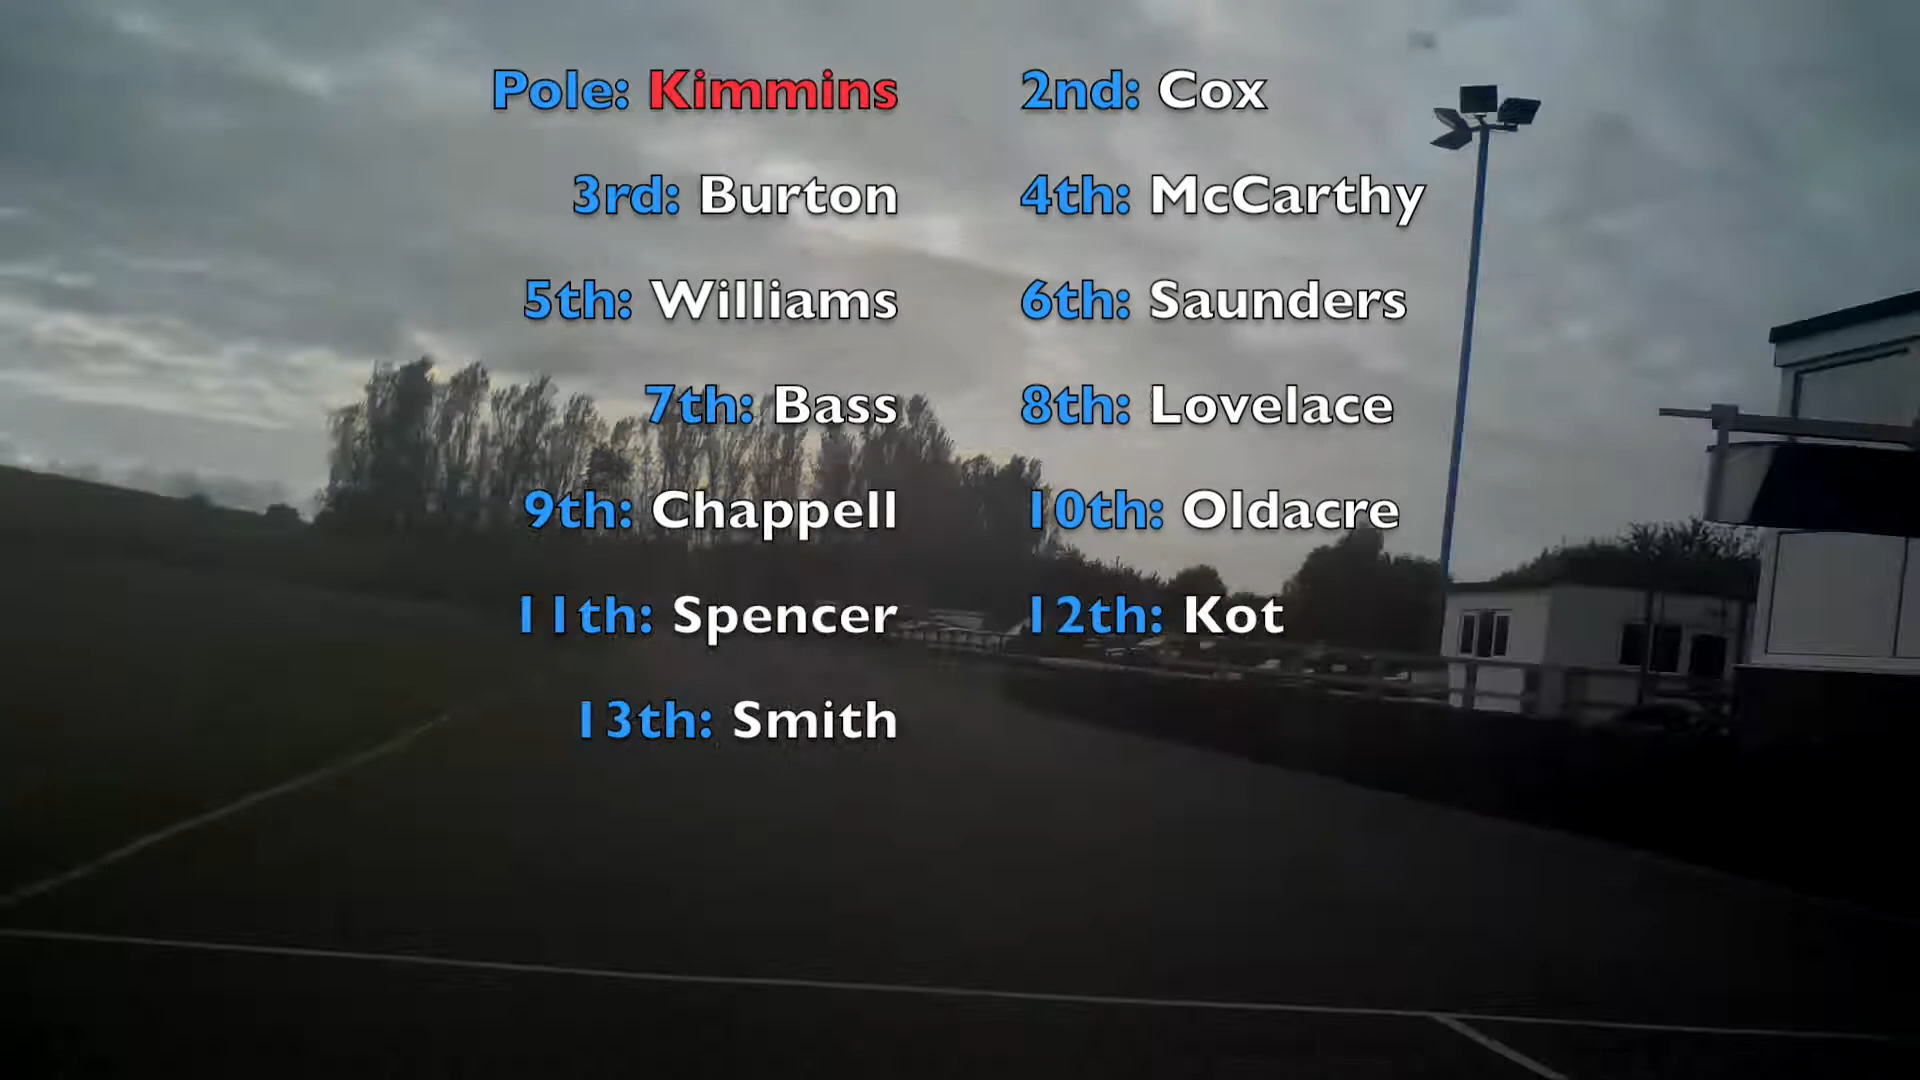 Pole: Kimmins 2nd: Cox
3rd: Burton 4th: McCarthy
5th: Williams 6th: Saunders
7th: Bass 8th: Lovelace
9th: Chappell 10th: Oldacre
11th: Spencer 12th: Kot
13th: Smith